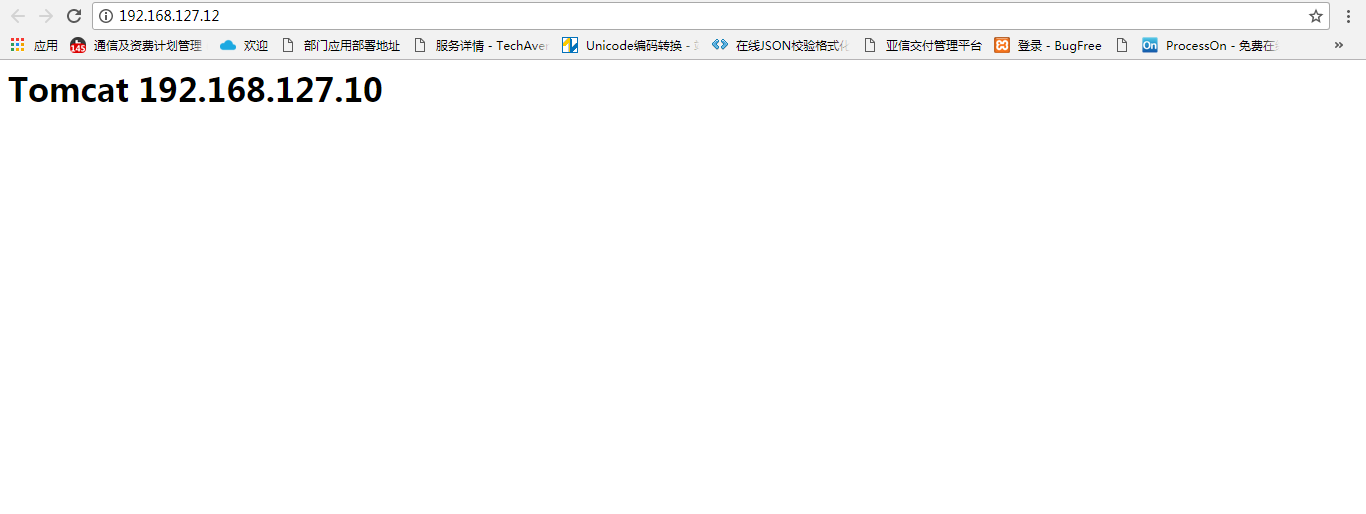 192.168.127.12
应用 145 通信及资费计划管理 欢迎 部门应用部署地址 服务详情 - TechAver Unicode编码转换 - 在线JSON校验格式化 亚信交付管理平台 登录 - BugFree On ProcessOn - 免费在线 »
Tomcat 192.168.127.10